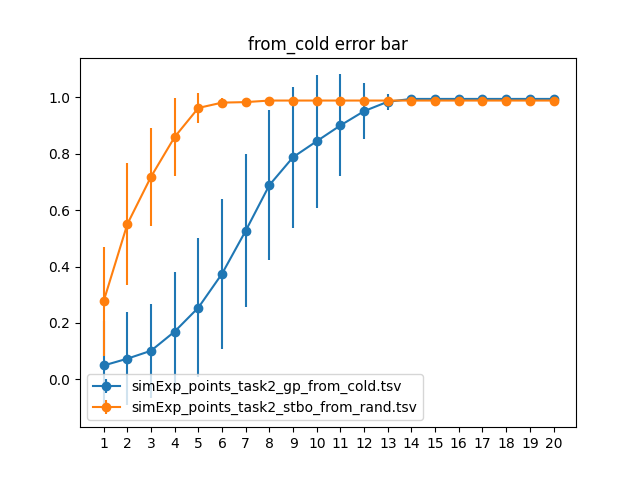 from_cold error bar
1.0
0.8
0.6
0.4
0.2
0.0
simExp_points_task2_gp_from_cold.tsv
simExp_points_task2_stbo_from_rand.tsv
1 2 3 4 5 6 7 8 9 10 11 12 13 14 15 16 17 18 19 20